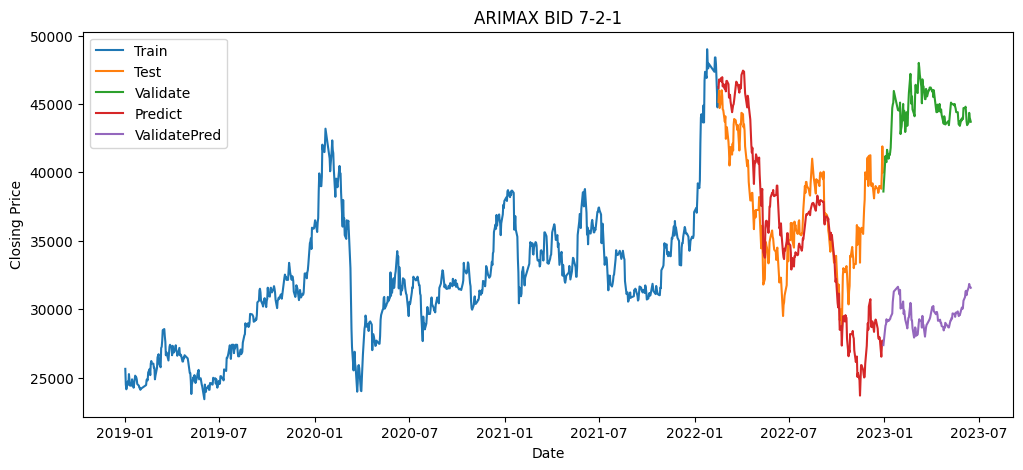 ARIMAX BID 7-2-1
Train
Test
Validate
Predict
ValidatePred
Closing Price
50000
45000
40000
35000
30000
25000
2019-01 2019-07 2020-01 2020-07 2021-01 2021-07 2022-01 2022-07 2023-01 2023-07
Date